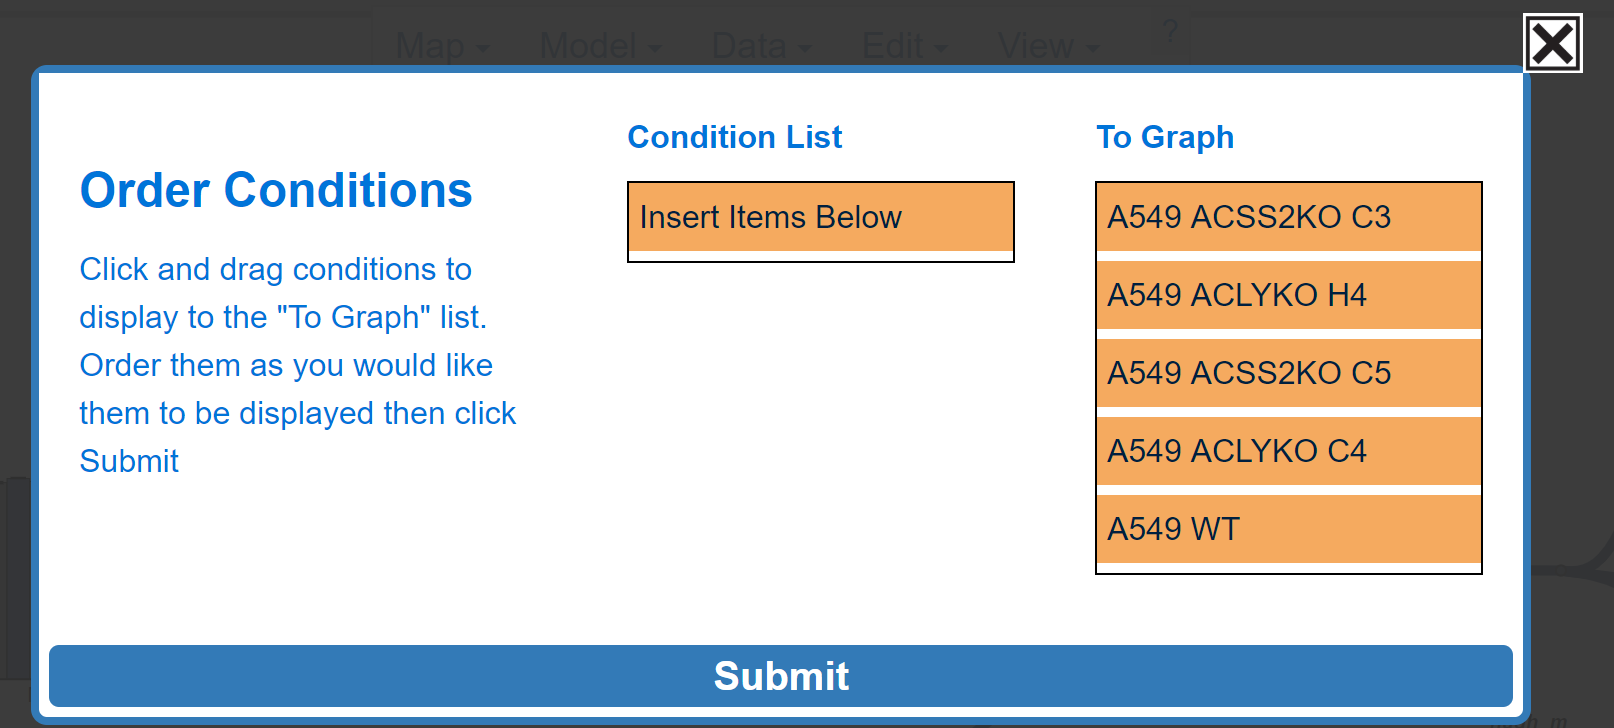 Map Model Data Edit View ?
Order Conditions
Click and drag conditions to
display to the "To Graph" list.
Order them as you would like
them to be displayed then click
Submit
Condition List
Insert Items Below
To Graph
A549 ACSS2KO C3
A549 ACLYKO H4
A549 ACSS2KO C5
A549 ACLYKO C4
A549 WT
Submit